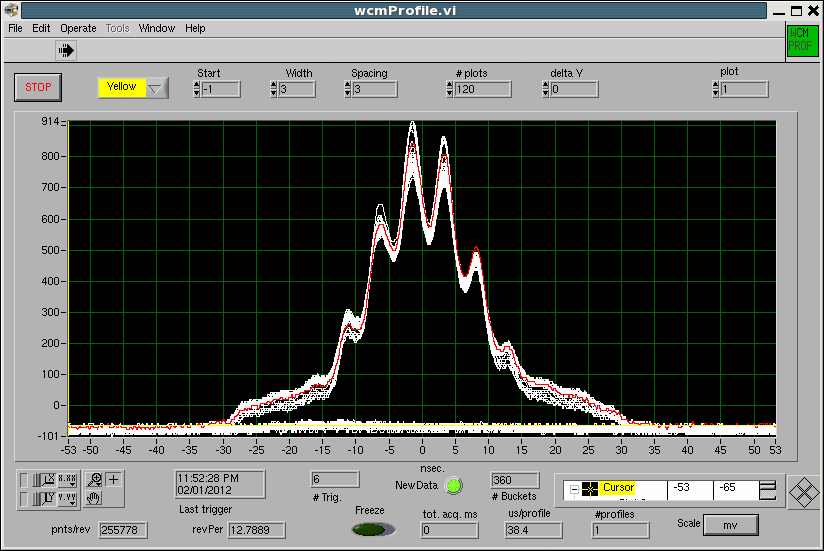 wcmProfile.vi
File Edit Operate Tools Window Help
WCM
PROF
STOP
Yellow
Start
-1
Width
3
Spacing
3
# plots
120
delta Y
0
plot
1
914
800
700
600
500
400
300
200
100
0
-101
-53 -50 -45 -40 -35 -30 -25 -20 -15 -10 -5 0 5 10 15 20 25 30 35 40 45 50 53
nsec.
X X.XX
Y Y.YY
11:52:28 PM
02/01/2012
Last trigger
6
# Trig.
New Data
360
# Buckets
Cursor -53 -65
pnts/rev 255778
revPer 12.7889
Freeze
tot. acq. ms
0
us/profile
38.4
#profiles
1
Scale mv